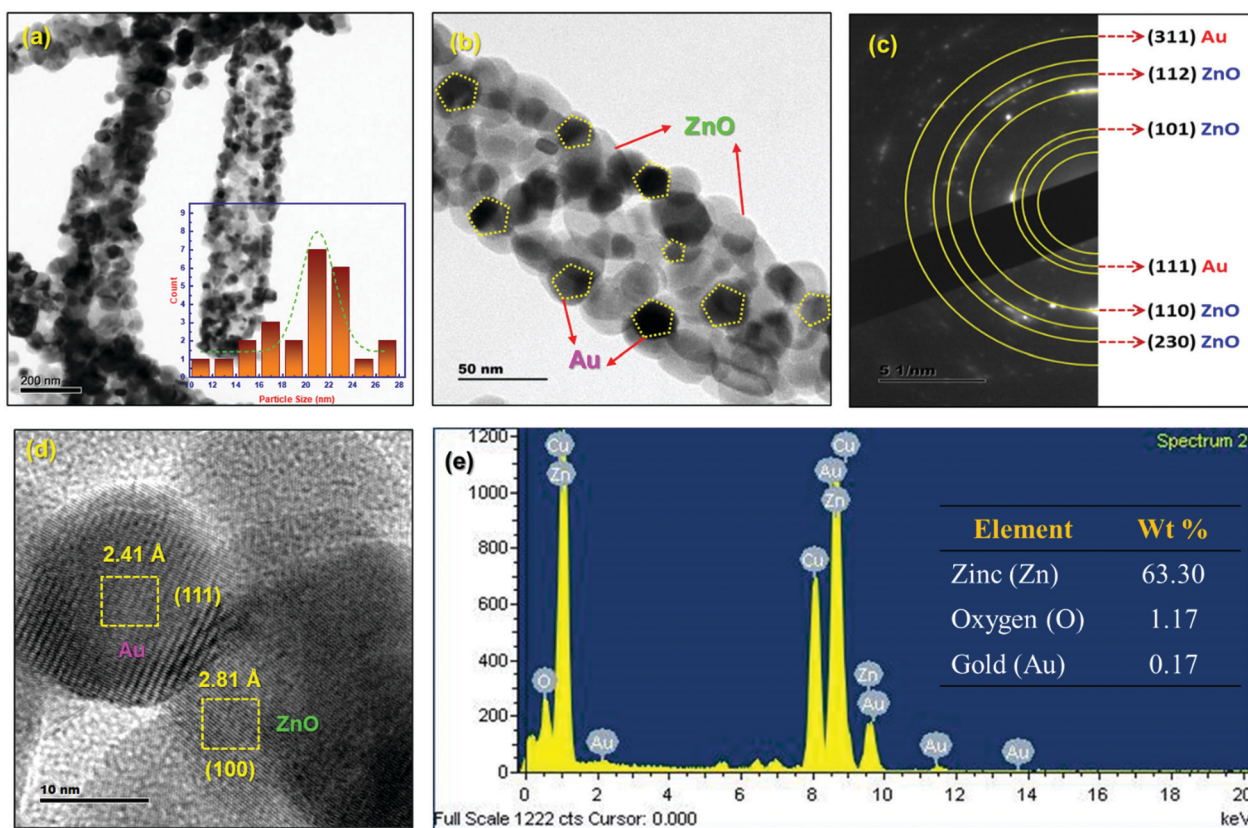 (a)
9
8
7
6
5
4
3
2
1
0
Count
10 12 14 16 18 20 22 24 26 28
Particle Size (nm)
200 nm
(b)
ZnO
Au
50 nm
(c)
(311) Au
(112) ZnO
(101) ZnO
(111) Au
(110) ZnO
(230) ZnO
5 1/nm
(d)
2.41 Å
(111)
Au
2.81 Å
ZnO
(100)
10 nm
(e)
Spectrum 2
1200
1000
800
600
400
200
0
Cu
Zn
O
Au
Cu
Au
Zn
Cu
Zn
Au
Au
Au
0 2 4 6 8 10 12 14 16 18 20
Full Scale 1222 cts Cursor: 0.000
keV
Element Wt %
Zinc (Zn) 63.30
Oxygen (O) 1.17
Gold (Au) 0.17